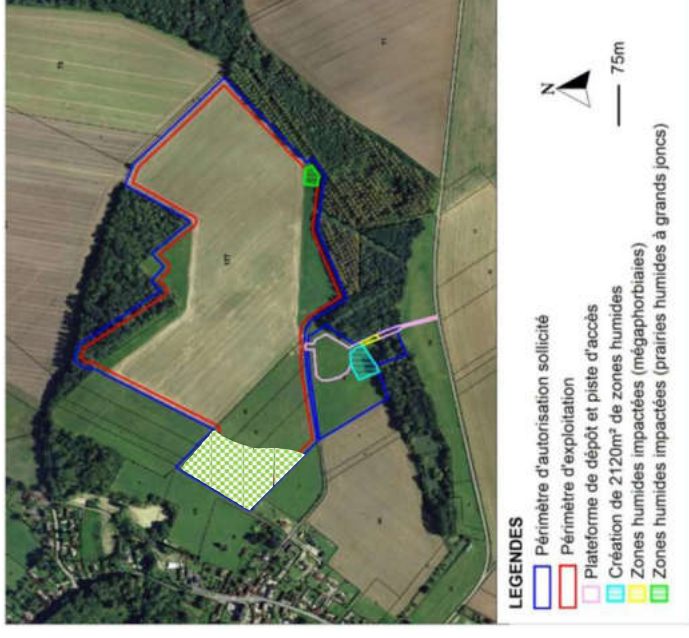 LEGENDES
Périmètre d'autorisation sollicité
Périmètre d'exploitation
Plateforme de dépôt et piste d'accès
Création de 2120m² de zones humides
Zones humides impactées (mégaphorbiaies)
Zones humides impactées (prairies humides à grands joncs)
N
75m